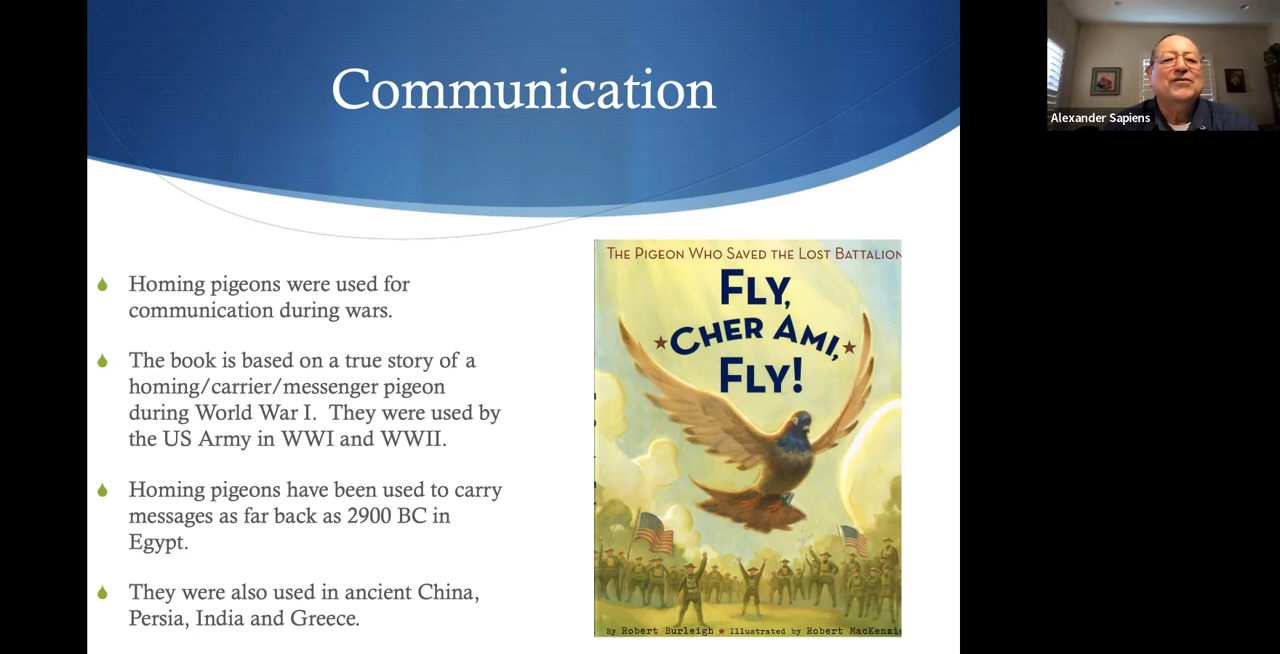 Communication
Alexander Sapiens
Homing pigeons were used for
communication during wars.
The book is based on a true story of a
homing/carrier/messenger pigeon
during World War I.  They were used by
the US Army in WWI and WWII.
Homing pigeons have been used to carry
messages as far back as 2900 BC in
Egypt.
They were also used in ancient China,
Persia, India and Greece.
THE PIGEON WHO SAVED THE LOST BATTALION
FLY,
CHER AMI,
FLY!
By Robert Burleigh ★ Illustrated by Robert MacKenzie